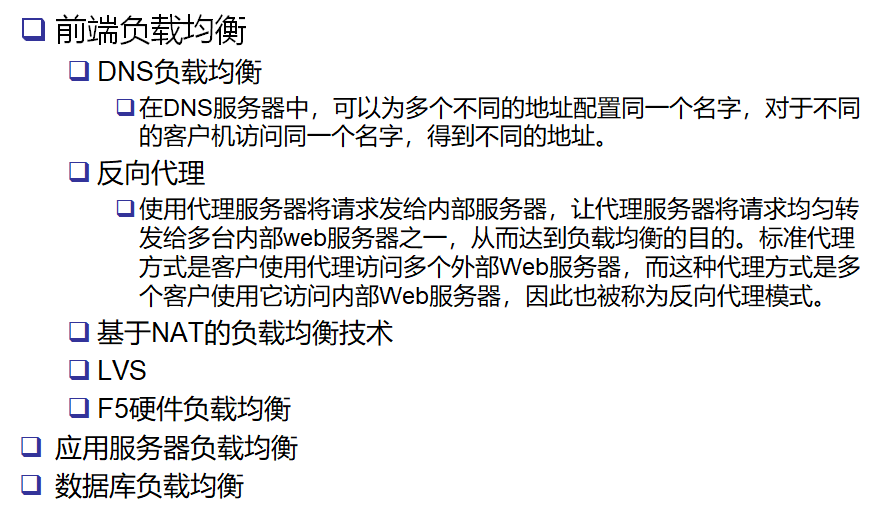 前端负载均衡
DNS负载均衡
在DNS服务器中，可以为多个不同的地址配置同一个名字，对于不同
的客户机访问同一个名字，得到不同的地址。
反向代理
使用代理服务器将请求发给内部服务器，让代理服务器将请求均匀转
发给多台内部web服务器之一，从而达到负载均衡的目的。标准代理
方式是客户使用代理访问多个外部Web服务器，而这种代理方式是多
个客户使用它访问内部Web服务器，因此也被称为反向代理模式。
基于NAT的负载均衡技术
LVS
F5硬件负载均衡
应用服务器负载均衡
数据库负载均衡